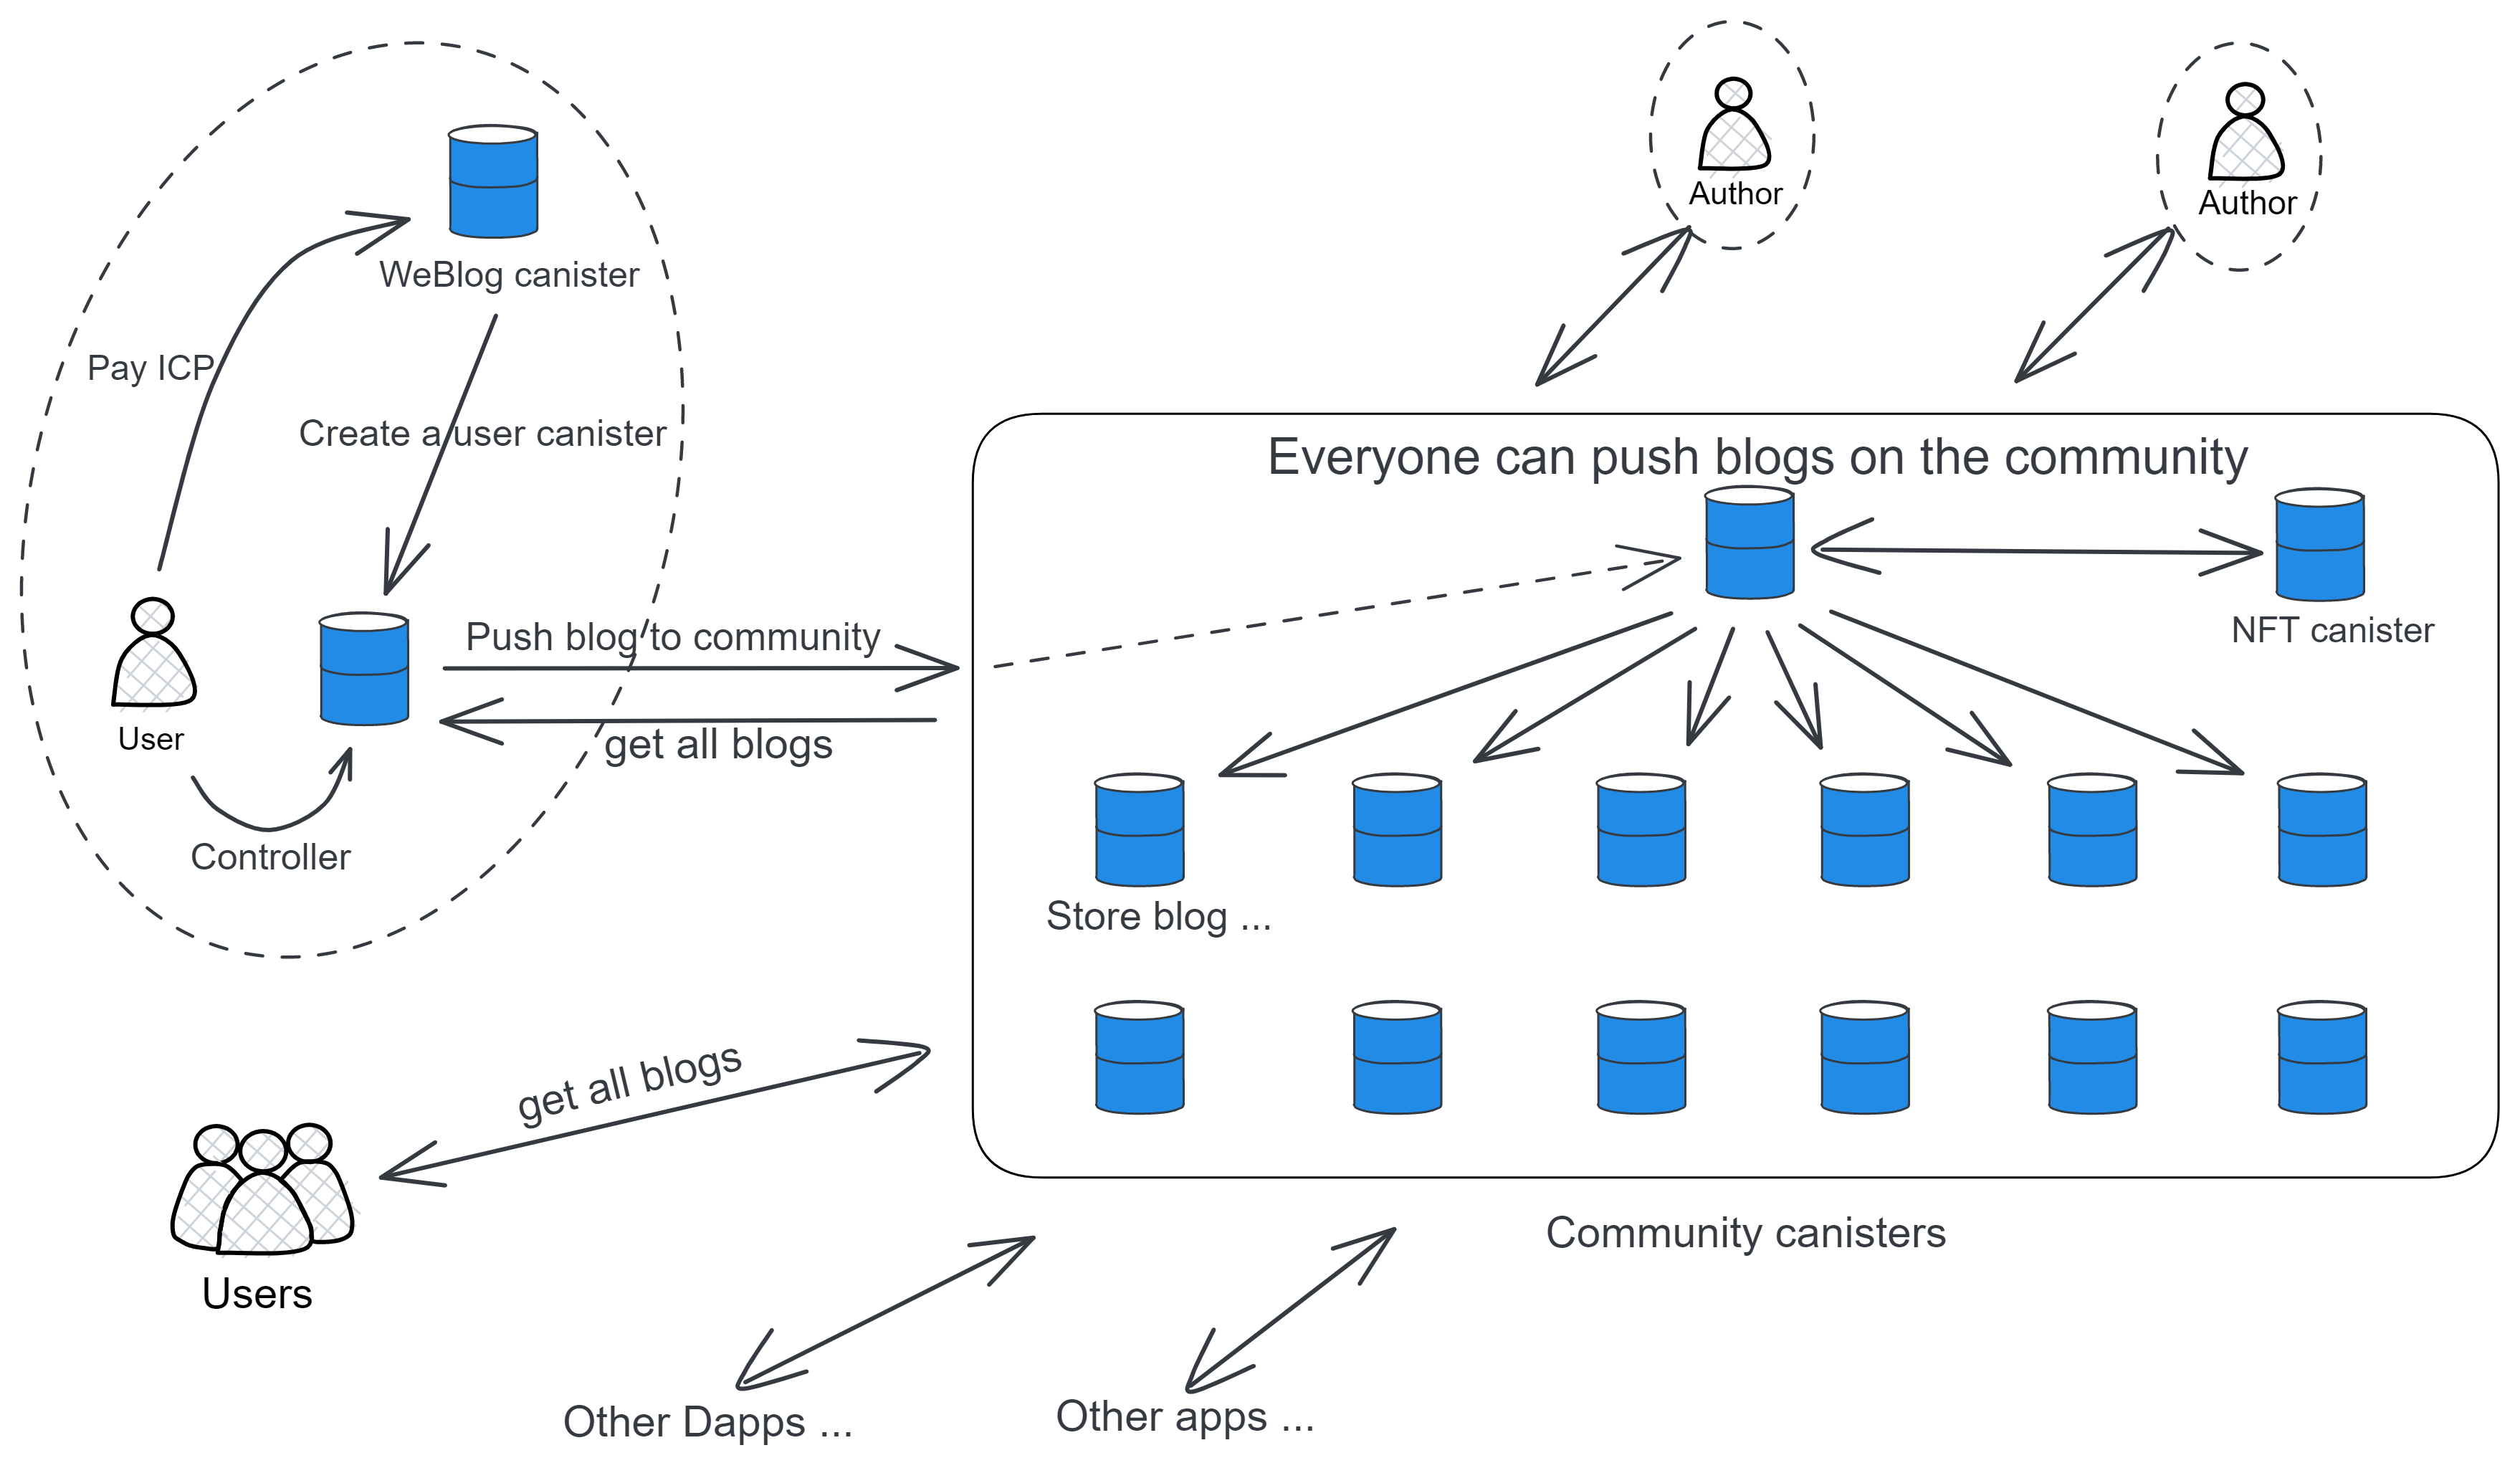 Author
Author
WeBlog canister
Pay ICP
Create a user canister
Everyone can push blogs on the community
NFT canister
Push blog to community
User
get all blogs
Controller
Store blog ...
get all blogs
Community canisters
Users
Other Dapps ...
Other apps ...